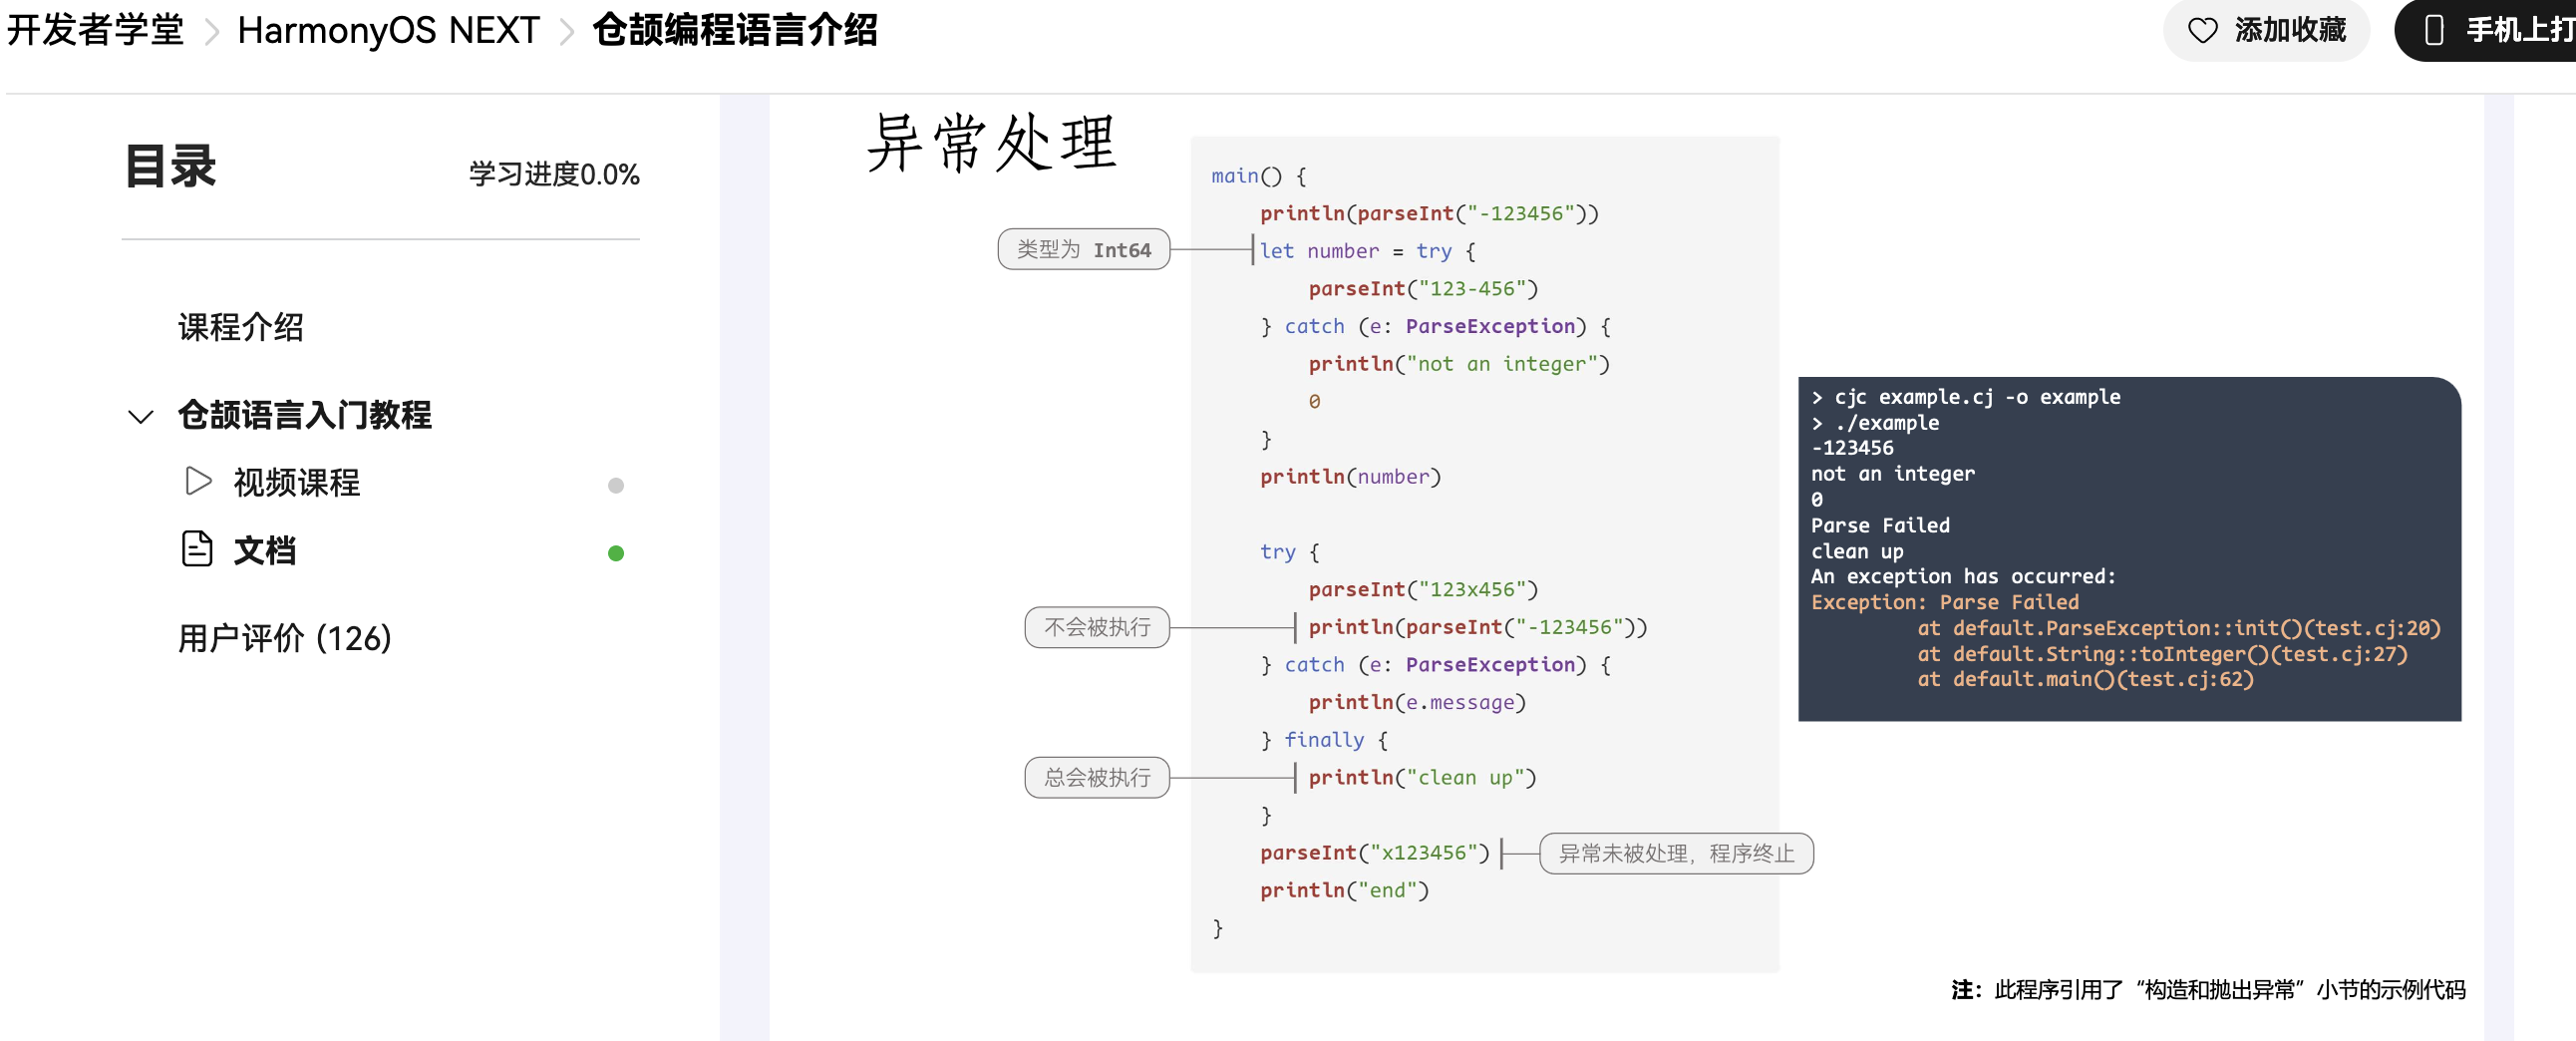 开发者学堂 > HarmonyOS NEXT > 仓颉编程语言介绍
添加收藏
手机上打
目录
学习进度0.0%
课程介绍
仓颉语言入门教程
视频课程
文档
用户评价 (126)
异常处理
main() {
println(parseInt("-123456"))
类型为 Int64
let number = try {
parseInt("123-456")
} catch (e: ParseException) {
println("not an integer")
0
}
println(number)
try {
parseInt("123x456")
不会被执行
println(parseInt("-123456"))
} catch (e: ParseException) {
println(e.message)
} finally {
总会被执行
println("clean up")
}
parseInt("x123456")
异常未被处理，程序终止
println("end")
}
> cjc example.cj -o example
> ./example
-123456
not an integer
0
Parse Failed
clean up
An exception has occurred:
Exception: Parse Failed
at default.ParseException::init()(test.cj:20)
at default.String::toInteger()(test.cj:27)
at default.main()(test.cj:62)
注：此程序引用了“构造和抛出异常”小节的示例代码